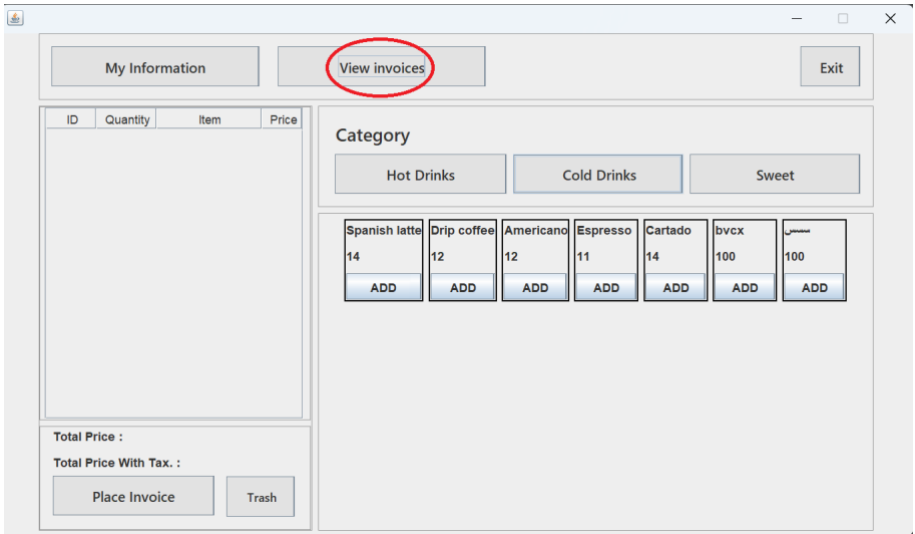 My Information View invoices Exit
ID Quantity Item Price
Category
Hot Drinks Cold Drinks Sweet
Spanish latte Drip coffee Americano Espresso Cartado bvcx سسس
14 12 12 11 14 100 100
ADD ADD ADD ADD ADD ADD ADD
Total Price :
Total Price With Tax. :
Place Invoice Trash